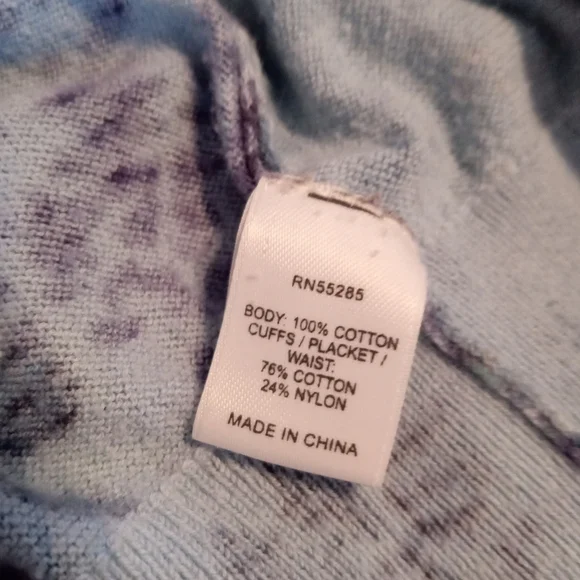 RN55285
BODY: 100% COTTON
CUFFS / PLACKET /
WAIST:
76% COTTON
24% NYLON
MADE IN CHINA